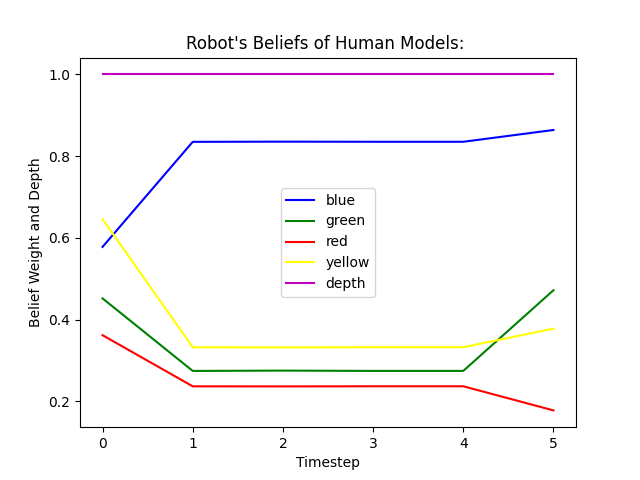 Robot's Beliefs of Human Models:
Belief Weight and Depth
1.0
0.8
0.6
0.4
0.2
blue
green
red
yellow
depth
0 1 2 3 4 5
Timestep